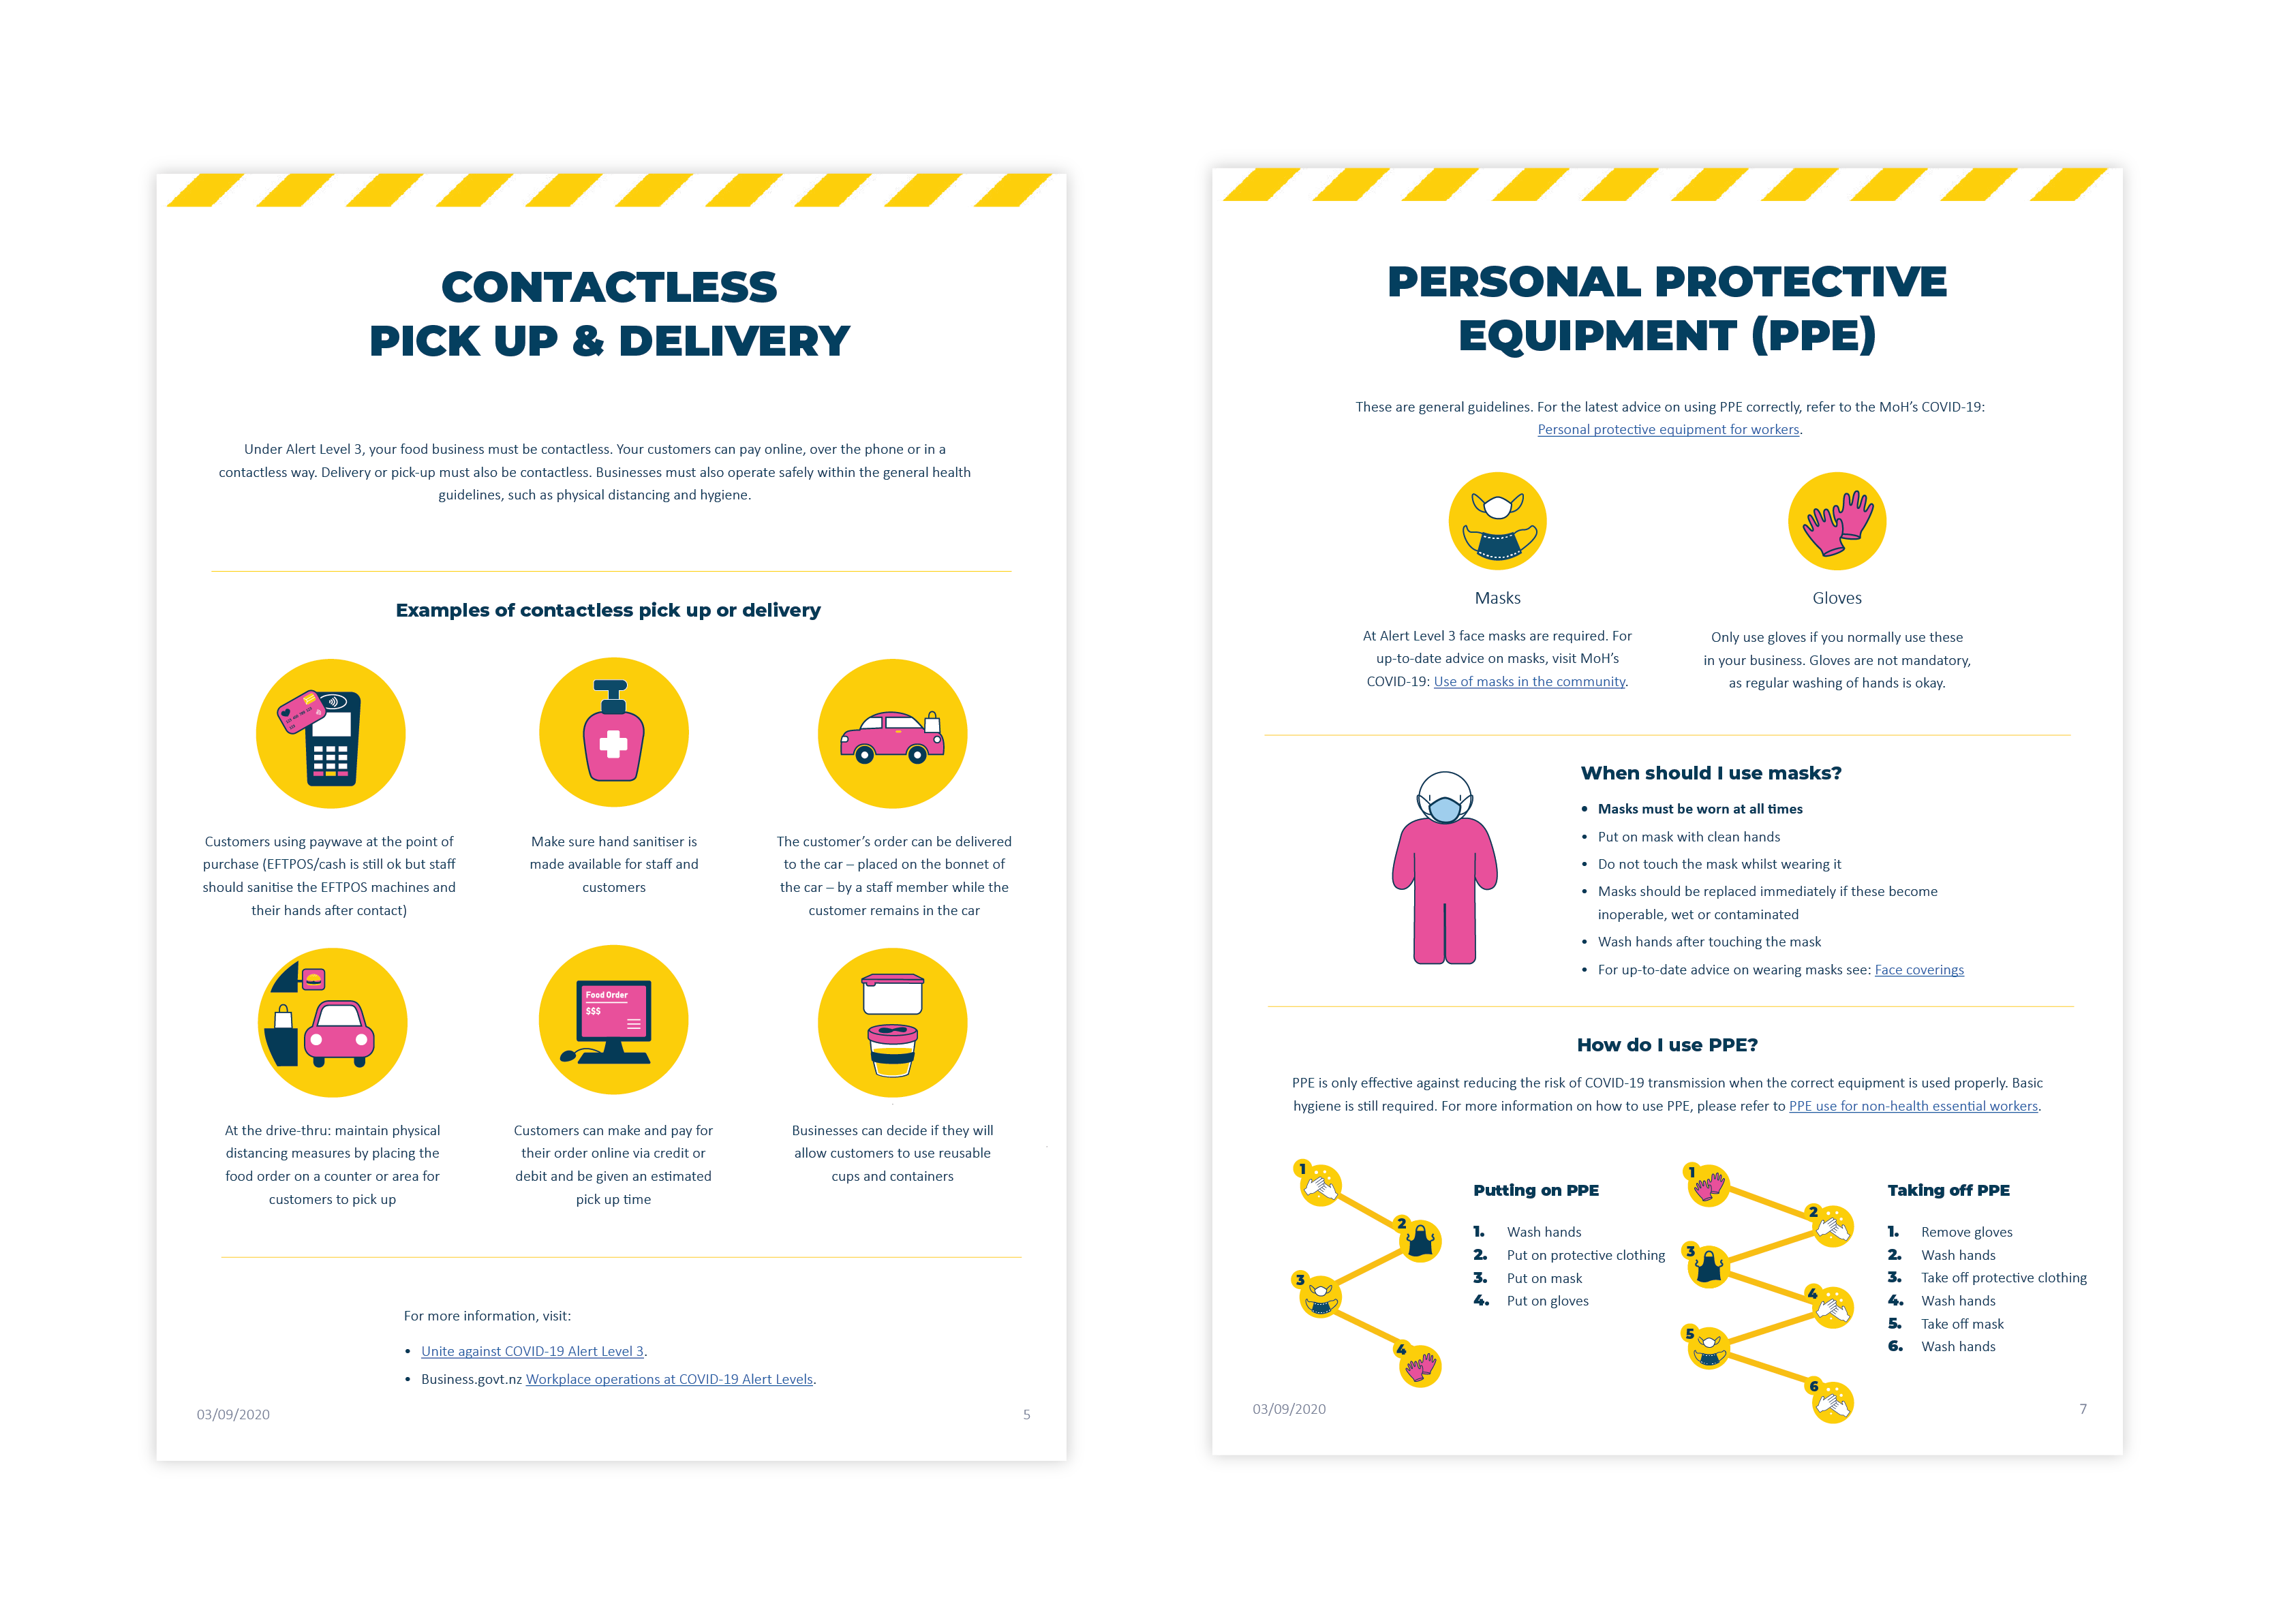 CONTACTLESS
PICK UP & DELIVERY
Under Alert Level 3, your food business must be contactless. Your customers can pay online, over the phone or in a
contactless way. Delivery or pick-up must also be contactless. Businesses must also operate safely within the general health
guidelines, such as physical distancing and hygiene.
Examples of contactless pick up or delivery
Customers using paywave at the point of
purchase (EFTPOS/cash is still ok but staff
should sanitise the EFTPOS machines and
their hands after contact)
Make sure hand sanitiser is
made available for staff and
customers
The customer's order can be delivered
to the car – placed on the bonnet of
the car – by a staff member while the
customer remains in the car
Food Order
$$$
At the drive-thru: maintain physical
distancing measures by placing the
food order on a counter or area for
customers to pick up
Customers can make and pay for
their order online via credit or
debit and be given an estimated
pick up time
Businesses can decide if they will
allow customers to use reusable
cups and containers
For more information, visit:
• Unite against COVID-19 Alert Level 3.
• Business.govt.nz Workplace operations at COVID-19 Alert Levels.
03/09/2020
5
PERSONAL PROTECTIVE
EQUIPMENT (PPE)
These are general guidelines. For the latest advice on using PPE correctly, refer to the MoH's COVID-19:
Personal protective equipment for workers.
Masks
At Alert Level 3 face masks are required. For
up-to-date advice on masks, visit MoH's
COVID-19: Use of masks in the community.
Gloves
Only use gloves if you normally use these
in your business. Gloves are not mandatory,
as regular washing of hands is okay.
When should I use masks?
• Masks must be worn at all times
• Put on mask with clean hands
• Do not touch the mask whilst wearing it
• Masks should be replaced immediately if these become
inoperable, wet or contaminated
• Wash hands after touching the mask
• For up-to-date advice on wearing masks see: Face coverings
How do I use PPE?
PPE is only effective against reducing the risk of COVID-19 transmission when the correct equipment is used properly. Basic
hygiene is still required. For more information on how to use PPE, please refer to PPE use for non-health essential workers.
1
2
3
4
Putting on PPE
1. Wash hands
2. Put on protective clothing
3. Put on mask
4. Put on gloves
1
2
3
4
5
6
Taking off PPE
1. Remove gloves
2. Wash hands
3. Take off protective clothing
4. Wash hands
5. Take off mask
6. Wash hands
03/09/2020
7